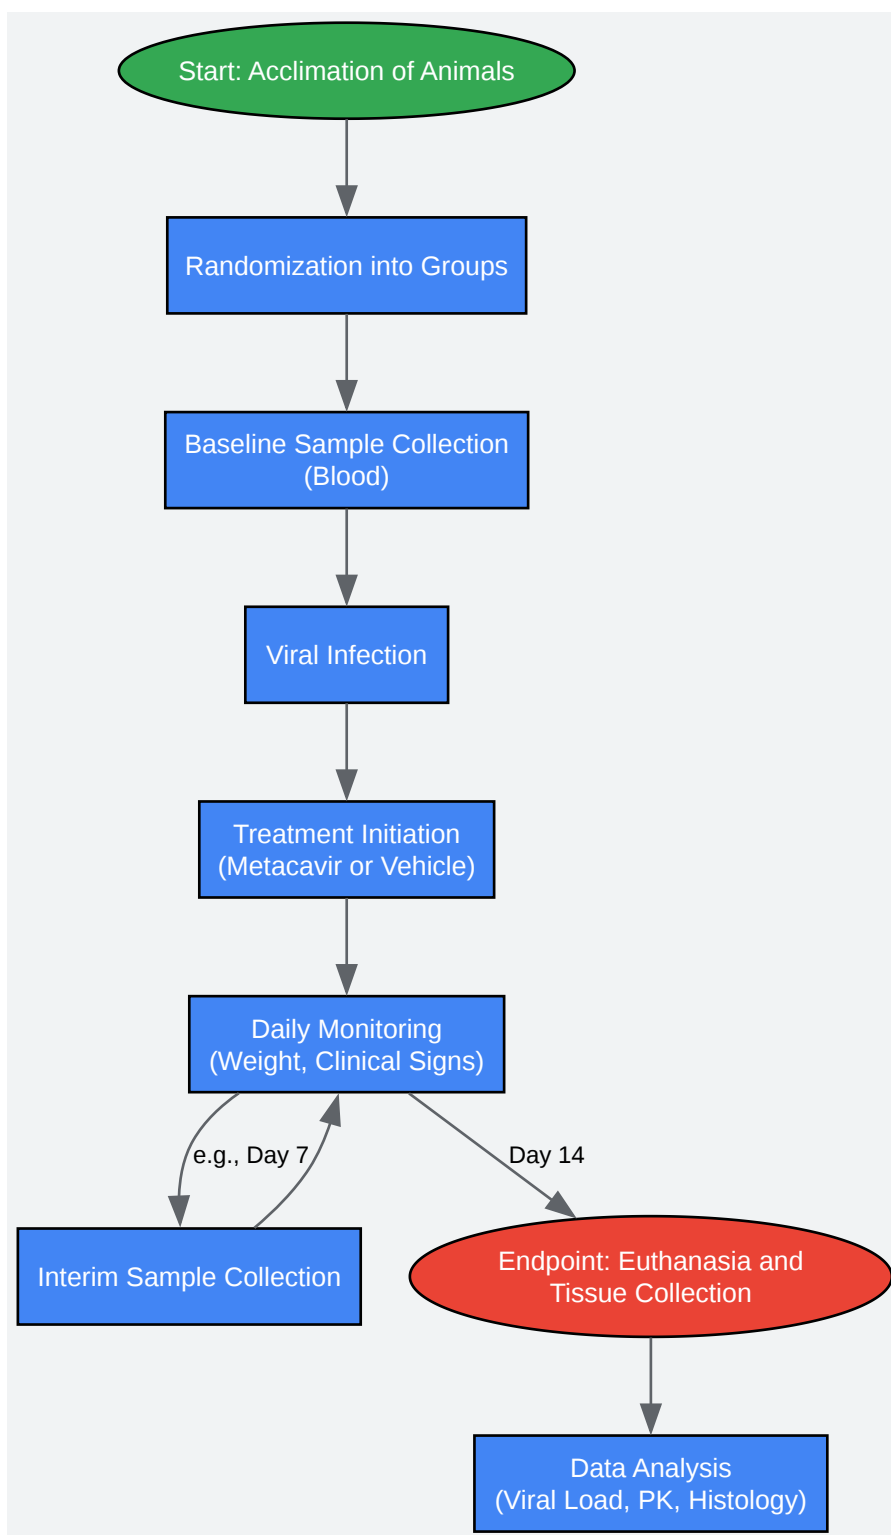 Start: Acclimation of Animals
Randomization into Groups
Baseline Sample Collection
(Blood)
Viral Infection
Treatment Initiation
(Metacavir or Vehicle)
Daily Monitoring
(Weight, Clinical Signs)
e.g., Day 7
Day 14
Interim Sample Collection
Endpoint: Euthanasia and
Tissue Collection
Data Analysis
(Viral Load, PK, Histology)